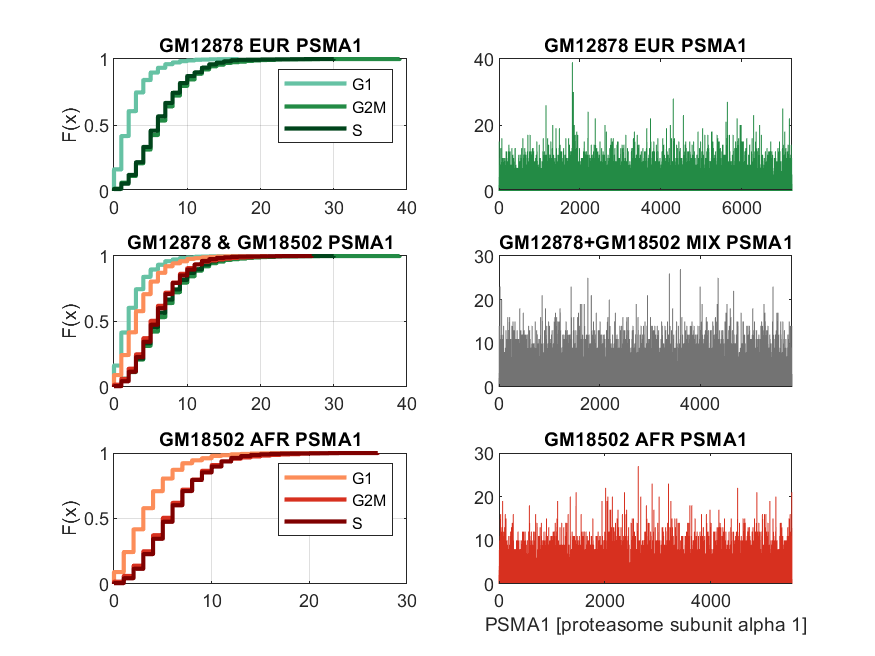 GM12878 EUR PSMA1
F(x)
1
0.5
0
0 10 20 30 40
G1
G2M
S
GM12878 EUR PSMA1
40
20
0
2000 4000 6000
GM12878 & GM18502 PSMA1
F(x)
1
0.5
0
0 10 20 30 40
GM12878+GM18502 MIX PSMA1
30
20
10
0
0 2000 4000
GM18502 AFR PSMA1
F(x)
1
0.5
0
0 10 20 30
G1
G2M
S
GM18502 AFR PSMA1
30
20
10
0
0 2000 4000
PSMA1 [proteasome subunit alpha 1]